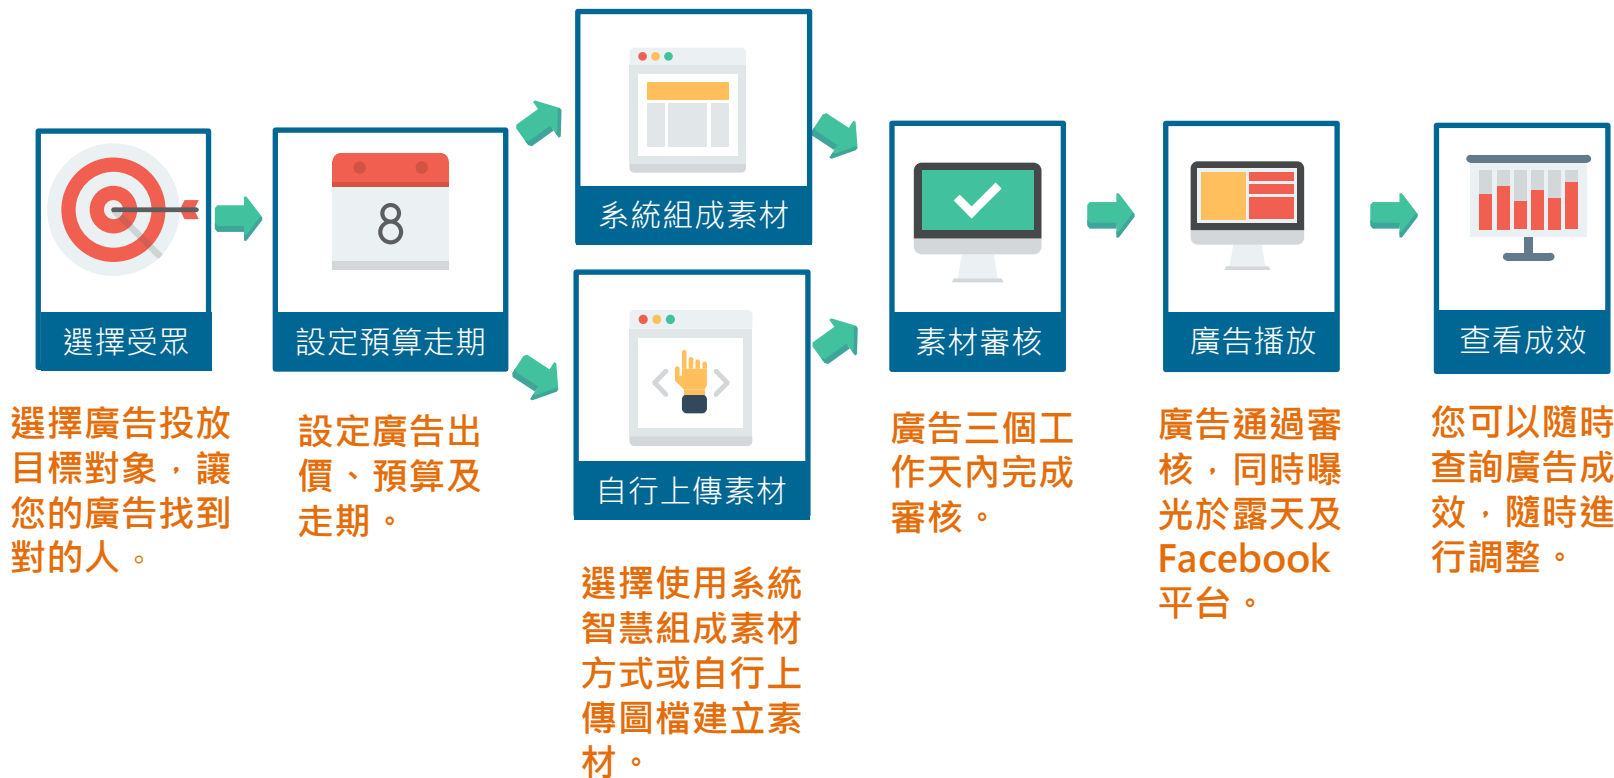 選擇受眾
選擇廣告投放
目標對象，讓
您的廣告找到
對的人。
8
設定預算走期
設定廣告出
價、預算及
走期。
系統組成素材
自行上傳素材
選擇使用系統
智慧組成素材
方式或自行上
傳圖檔建立素
材。
素材審核
廣告三個工
作天內完成
審核。
廣告播放
廣告通過審
核，同時曝
光於露天及
Facebook
平台。
查看成效
您可以隨時
查詢廣告成
效，隨時進
行調整。